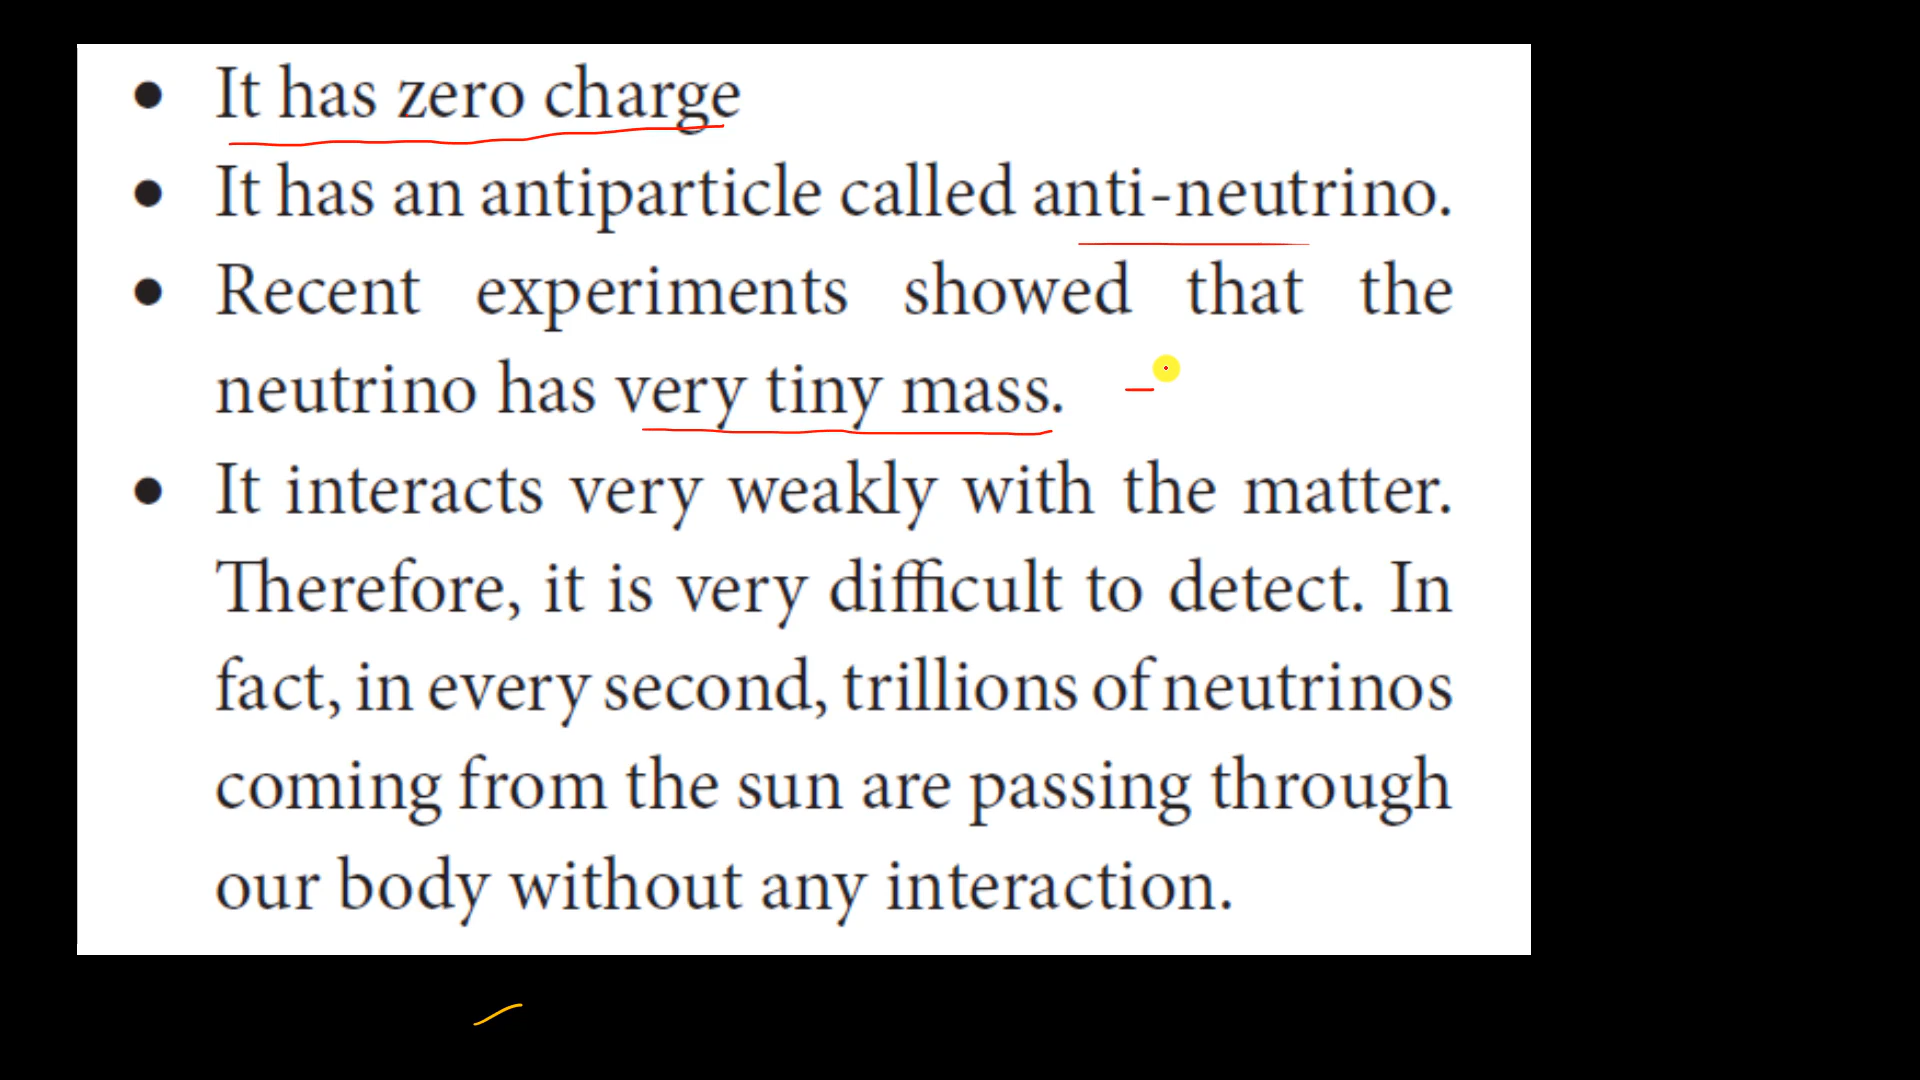 • It has zero charge
• It has an antiparticle called anti-neutrino.
• Recent experiments showed that the
neutrino has very tiny mass.
• It interacts very weakly with the matter.
Therefore, it is very difficult to detect. In
fact, in every second, trillions of neutrinos
coming from the sun are passing through
our body without any interaction.